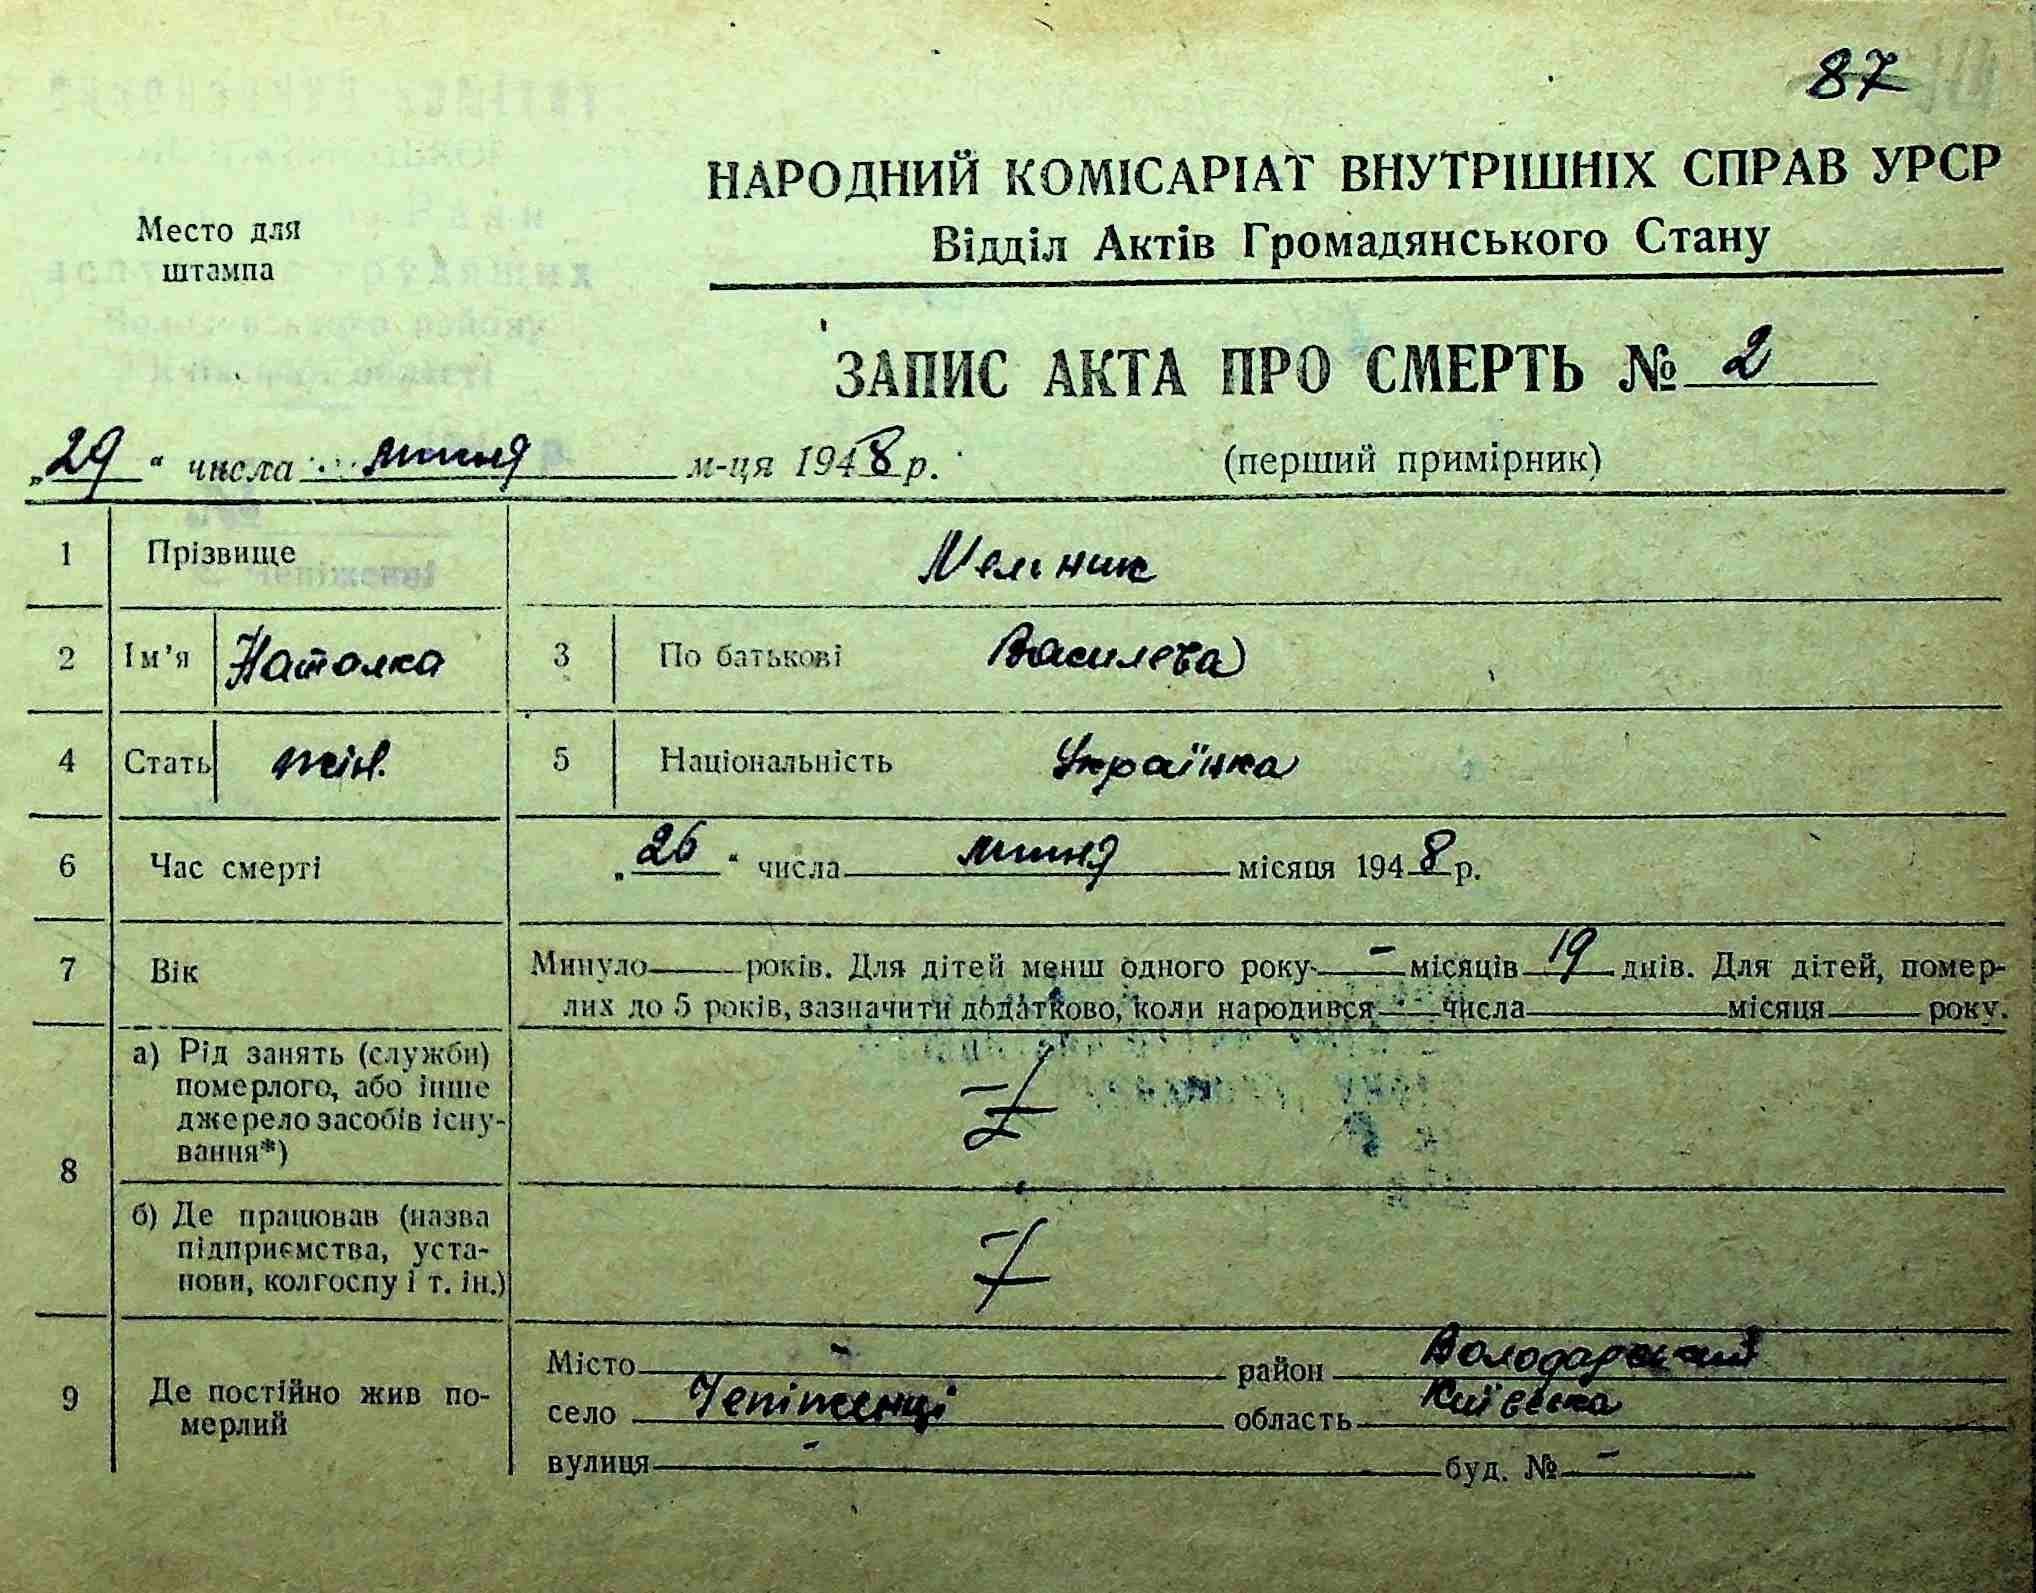 87
НАРОДНИЙ КОМІСАРІАТ ВНУТРІШНІХ СПРАВ УРСР
Відділ Актів Громадянського Стану
Место для
штампа
ЗАПИС АКТА ПРО СМЕРТЬ № 2
„29“ числа липня м-ця 1948 р. (перший примірник)
1 Прізвище Мельник
2 Ім’я Наталка 3 По батькові Василева
4 Стать жін. 5 Національність Українка
6 Час смерті „26“ числа липня місяця 1948 р.
7 Вік Минуло — років. Для дітей менш одного року - місяців 19 днів. Для дітей, помер-
лих до 5 років, зазначити додатково, коли народився числа місяця року.
8 а) Рід занять (служби)
померлого, або інше
джерело засобів існу-
вання*)
б) Де працював (назва
підприємства, уста-
нови, колгоспу і т. ін.)
9 Де постійно жив по-
мерлий
Місто - район Володарський
село Чепіженці область Київська
вулиця - буд. № -